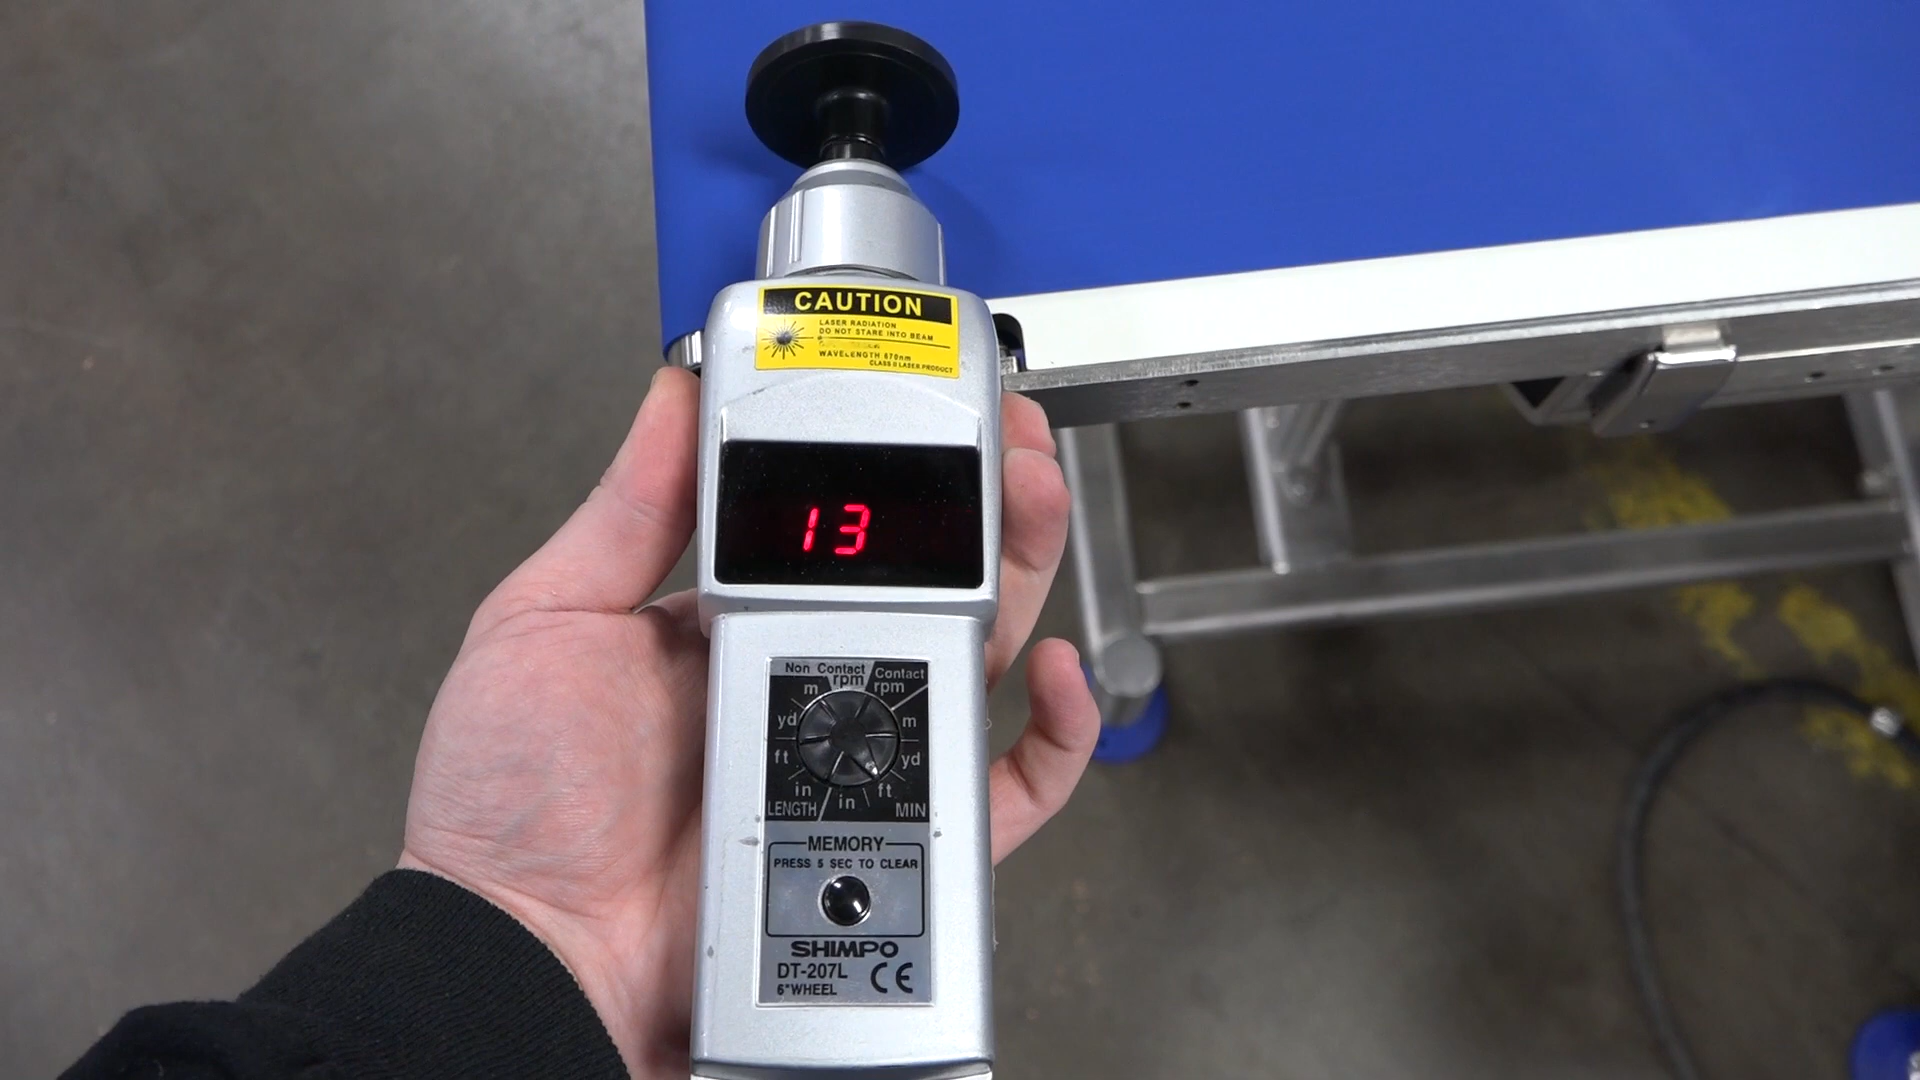 CAUTION
LASER RADIATION
DO NOT STARE INTO BEAM
WAVELENGTH 670nm
CLASS II LASER PRODUCT
13
Non Contact
rpm
Contact
rpm
m
m
yd
yd
ft
ft
in
in
LENGTH
MIN
MEMORY
PRESS 5 SEC TO CLEAR
SHIMPO
DT-207L
CE
6"WHEEL